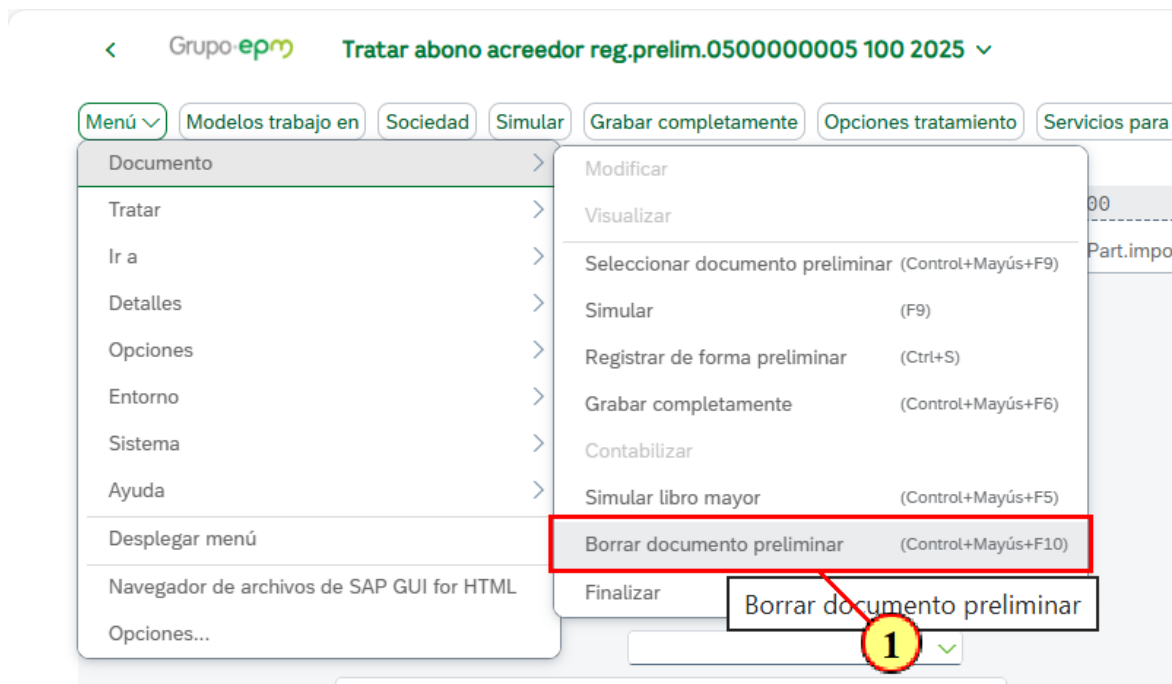 Grupo·epm
Tratar abono acreedor reg.prelim.0500000005 100 2025
Menú
Modelos trabajo en
Sociedad
Simular
Grabar completamente
Opciones tratamiento
Servicios para
Documento
Tratar
Ir a
Detalles
Opciones
Entorno
Sistema
Ayuda
Desplegar menú
Navegador de archivos de SAP GUI for HTML
Opciones...
Modificar
Visualizar
Seleccionar documento preliminar (Control+Mayús+F9)
Simular (F9)
Registrar de forma preliminar (Ctrl+S)
Grabar completamente (Control+Mayús+F6)
Contabilizar
Simular libro mayor (Control+Mayús+F5)
Borrar documento preliminar (Control+Mayús+F10)
Finalizar
Borrar documento preliminar
1
00
Part.impo